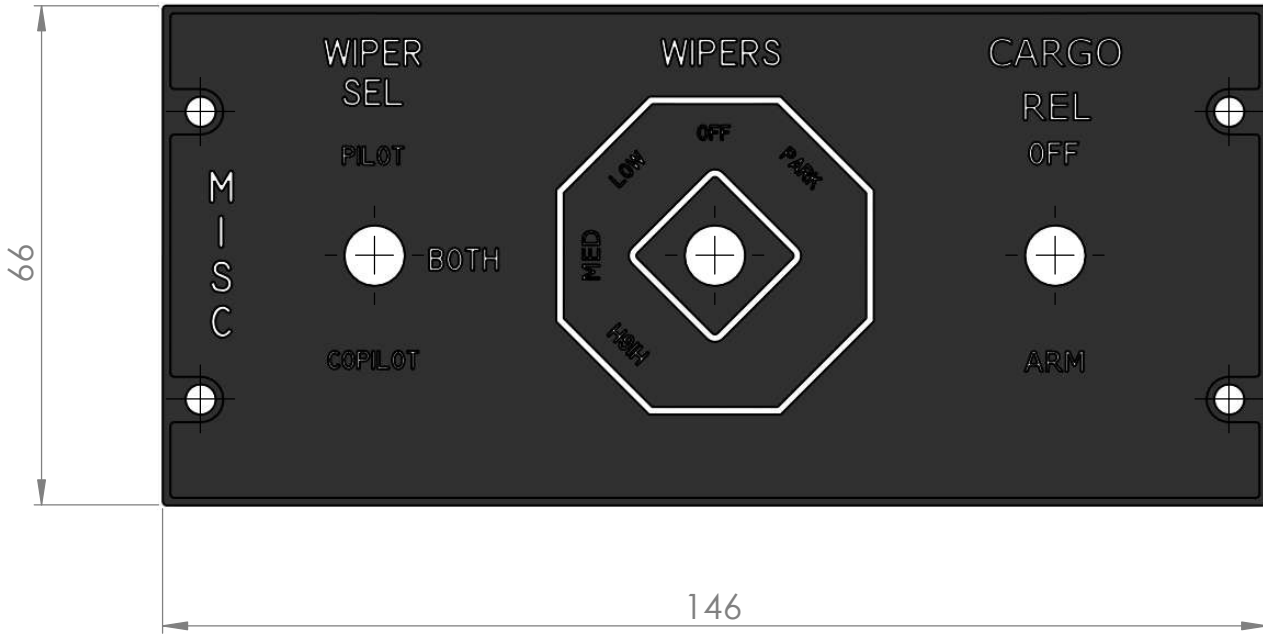 WIPER
SEL
WIPERS
CARGO
REL
PILOT
OFF
LOW
PARK
OFF
M
I
S
C
BOTH
MED
HIGH
COPILOT
ARM
66
146